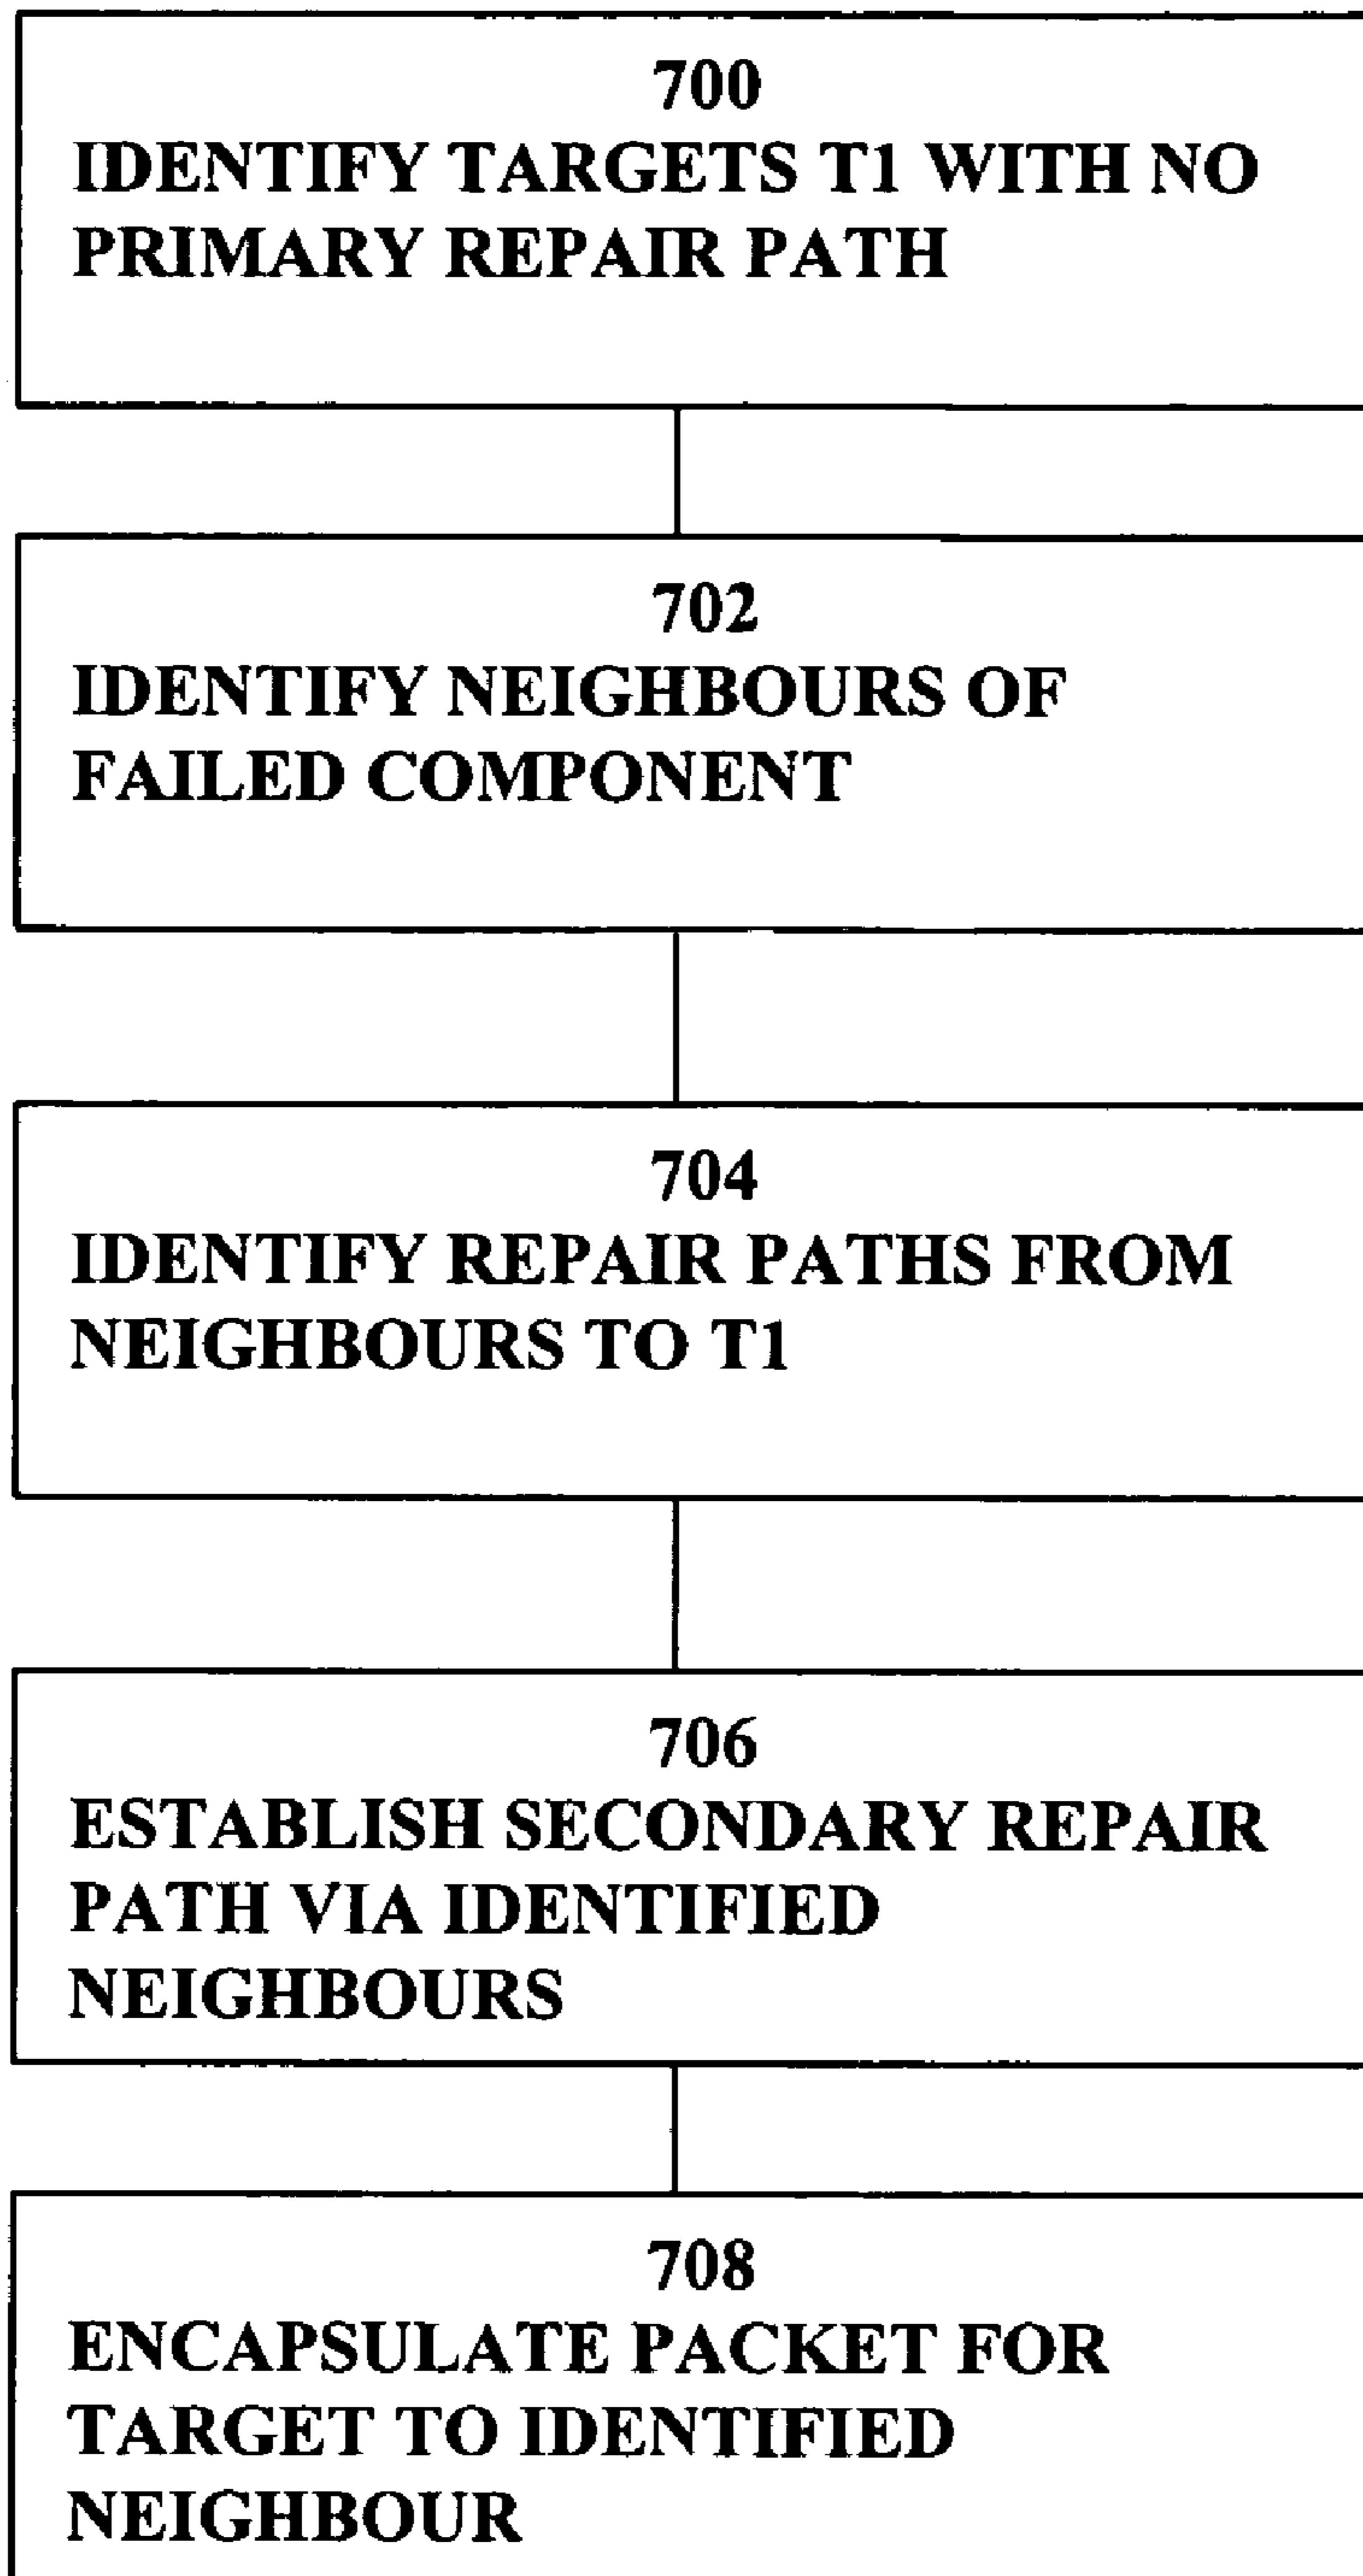 700
IDENTIFY TARGETS T1 WITH NO
PRIMARY REPAIR PATH
702
IDENTIFY NEIGHBOURS OF
FAILED COMPONENT
704
IDENTIFY REPAIR PATHS FROM
NEIGHBOURS TO T1
706
ESTABLISH SECONDARY REPAIR
PATH VIA IDENTIFIED
NEIGHBOURS
708
ENCAPSULATE PACKET FOR
TARGET TO IDENTIFIED
NEIGHBOUR